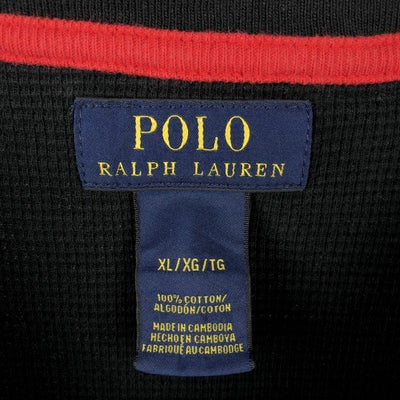 POLO
RALPH LAUREN
XL/XG/TG
100% COTTON/
ALGODÓN/COTON
MADE IN CAMBODIA
HECHO EN CAMBOYA
FABRIQUÉ AU CAMBODGE